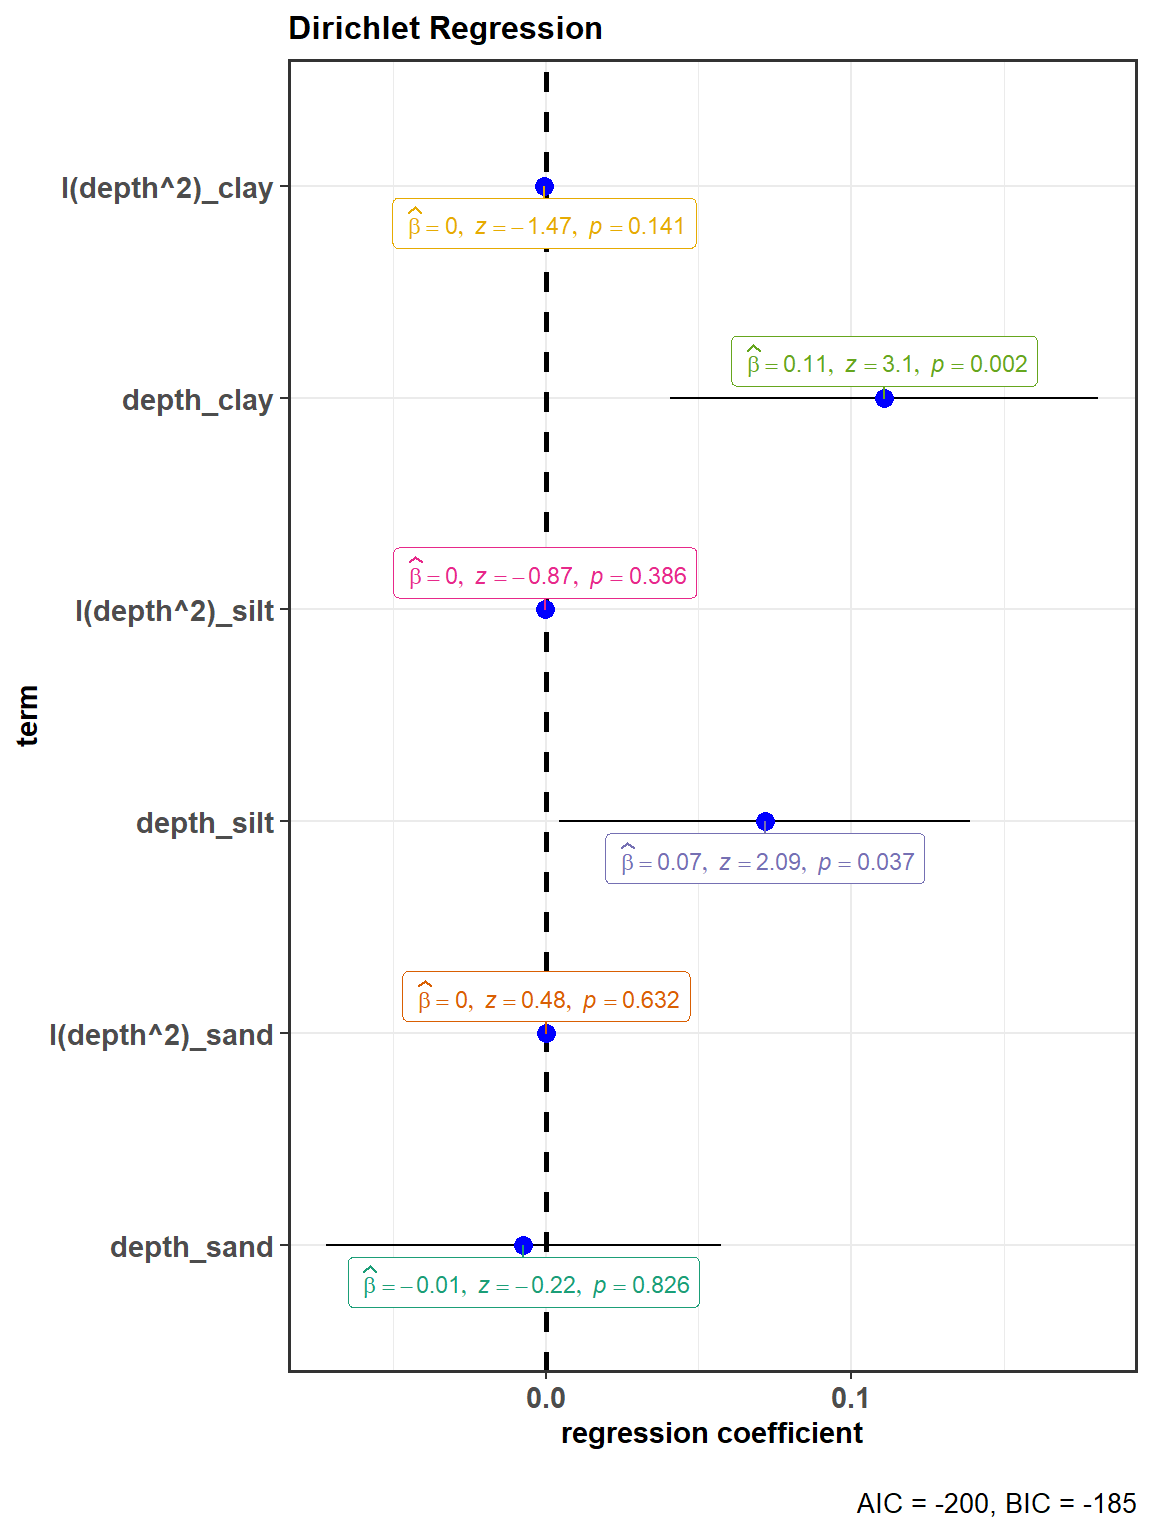 Dirichlet Regression
I(depth^2)_clay
β̂ = 0, z = −1.47, p = 0.141
β̂ = 0.11, z = 3.1, p = 0.002
depth_clay
β̂ = 0, z = −0.87, p = 0.386
I(depth^2)_silt
term
depth_silt
β̂ = 0.07, z = 2.09, p = 0.037
β̂ = 0, z = 0.48, p = 0.632
I(depth^2)_sand
depth_sand
β̂ = −0.01, z = −0.22, p = 0.826
0.0 0.1
regression coefficient
AIC = -200, BIC = -185